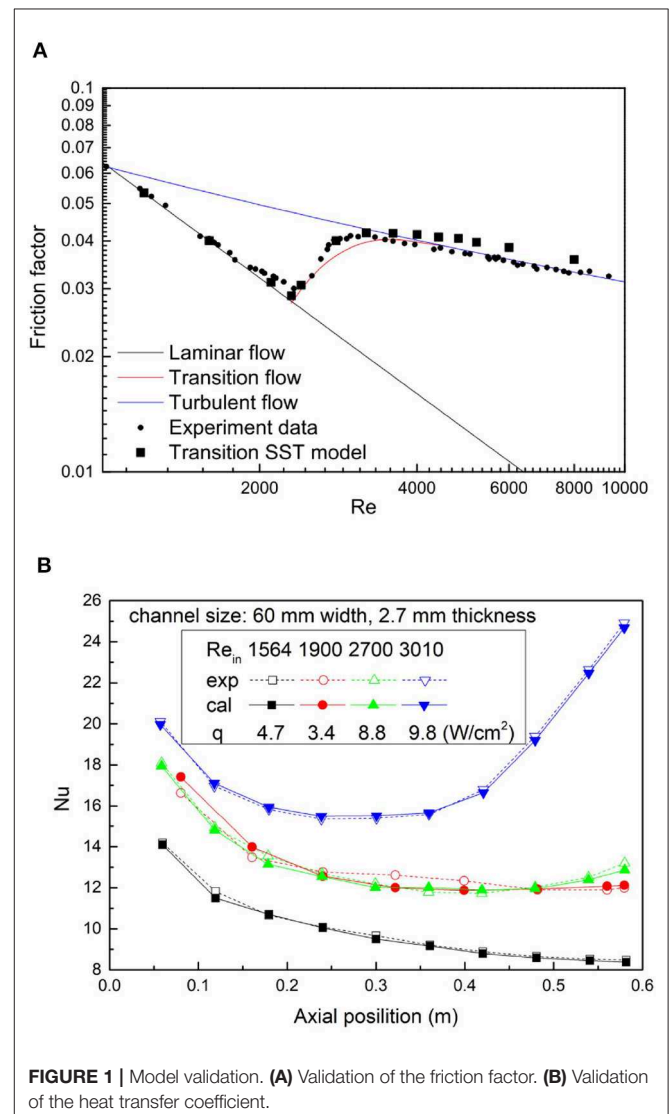 A
0.1
0.09
0.08
0.07
0.06
0.05
0.04
0.03
0.02
0.01
Friction factor
Laminar flow
Transition flow
Turbulent flow
Experiment data
Transition SST model
2000 4000 6000 8000 10000
Re
B
26
24
22
20
18
16
14
12
10
8
Nu
channel size: 60 mm width, 2.7 mm thickness
Re_in 1564 1900 2700 3010
exp
cal
q 4.7 3.4 8.8 9.8 (W/cm²)
0.0 0.1 0.2 0.3 0.4 0.5 0.6
Axial posilition (m)
FIGURE 1 | Model validation. (A) Validation of the friction factor. (B) Validation
of the heat transfer coefficient.